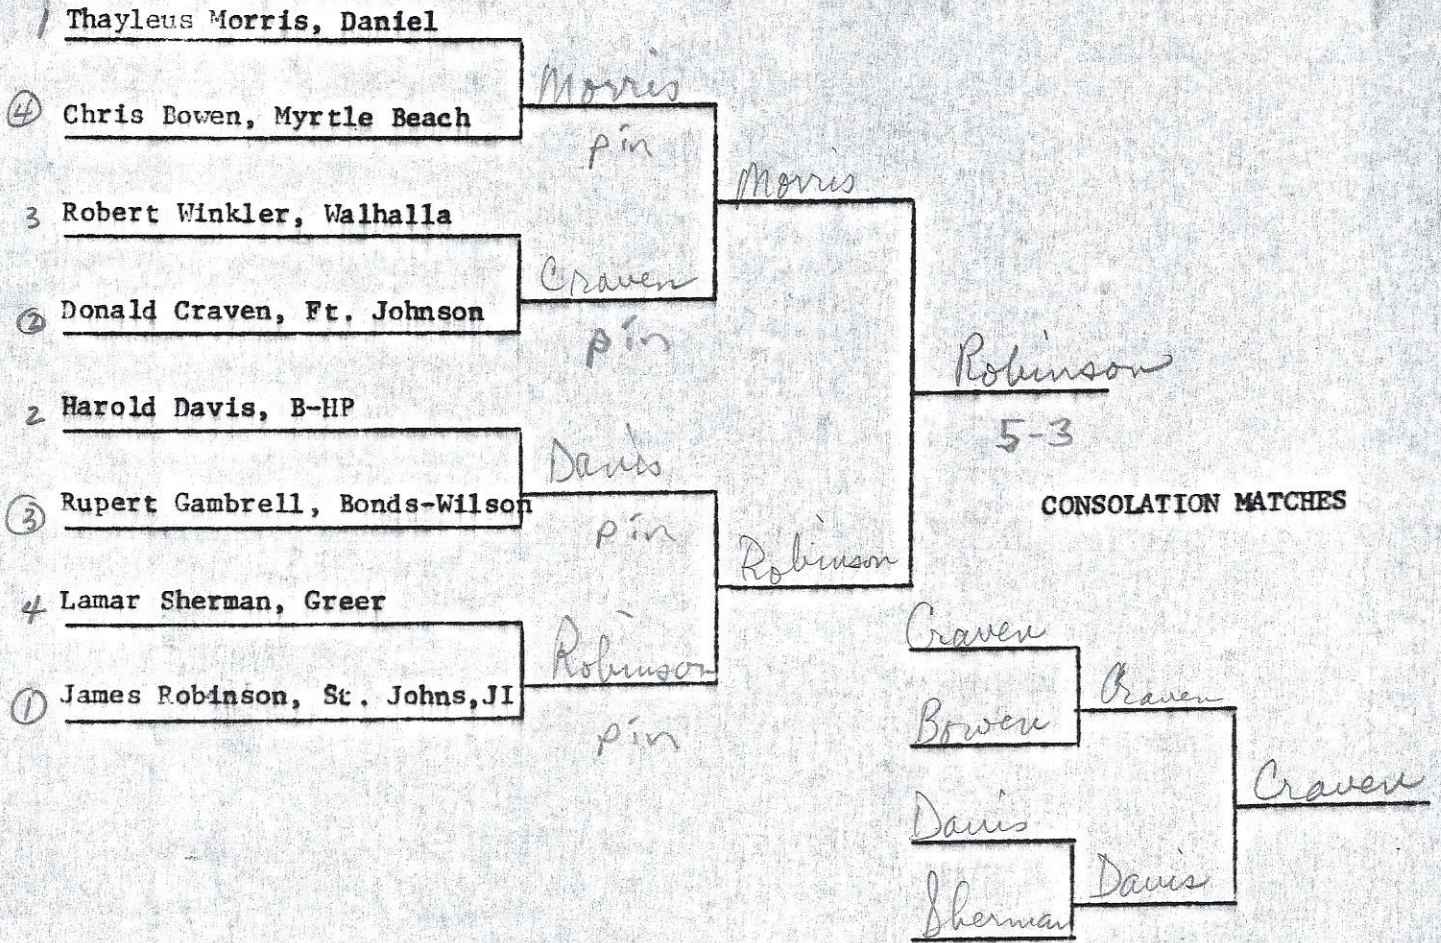 1 Thayleus Morris, Daniel
Morris
④ Chris Bowen, Myrtle Beach
pin
Morris
3 Robert Winkler, Walhalla
Craven
② Donald Craven, Ft. Johnson
pin
Robinson
5-3
2 Harold Davis, B-HP
Davis
③ Rupert Gambrell, Bonds-Wilson
pin
Robinson
4 Lamar Sherman, Greer
Robinson
① James Robinson, St. Johns,JI
pin
CONSOLATION MATCHES
Craven
Craven
Bowen
Craven
Davis
Davis
Sherman